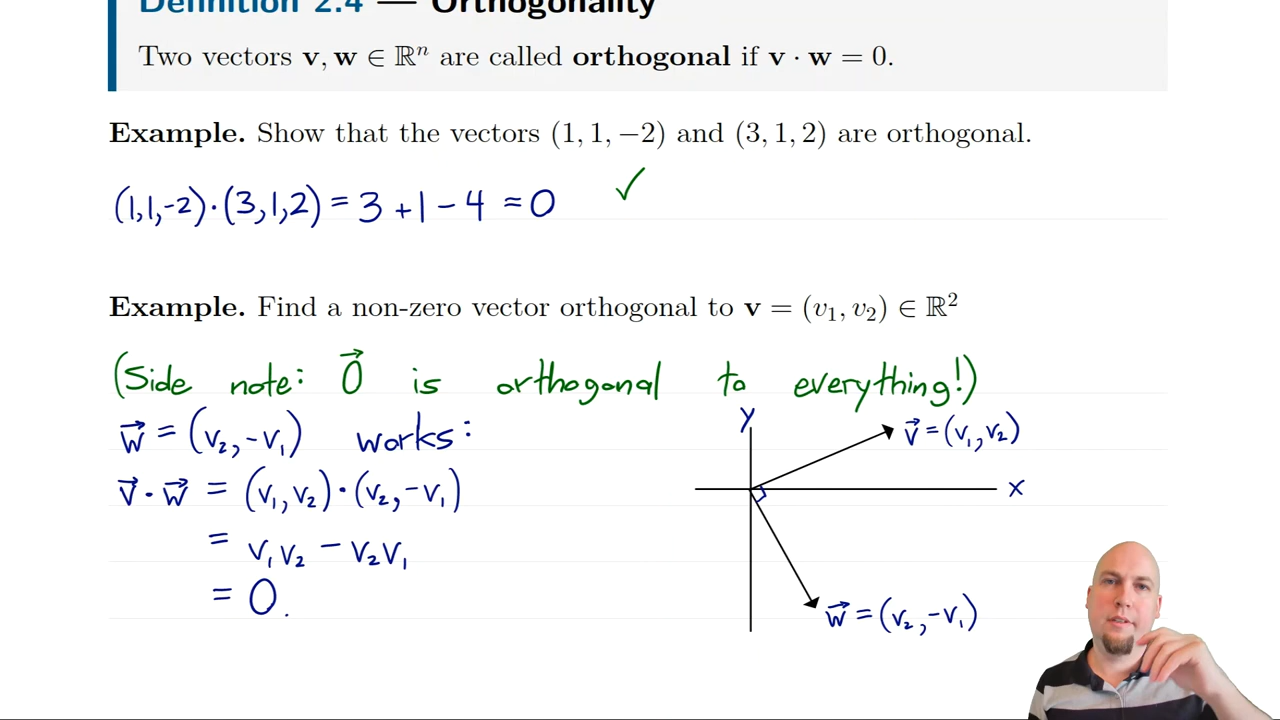 Definition 2.4 — Orthogonality
Two vectors v, w ∈ ℝⁿ are called orthogonal if v · w = 0.
Example. Show that the vectors (1, 1, −2) and (3, 1, 2) are orthogonal.
(1,1,-2)·(3,1,2) = 3 + 1 - 4 = 0 ✓
Example. Find a non-zero vector orthogonal to v = (v₁, v₂) ∈ ℝ²
(Side note: 0⃗ is orthogonal to everything!)
w⃗ = (v₂, -v₁) works:
v⃗ · w⃗ = (v₁, v₂) · (v₂, -v₁)
= v₁v₂ - v₂v₁
= 0.
y
v⃗ = (v₁, v₂)
x
w⃗ = (v₂, -v₁)